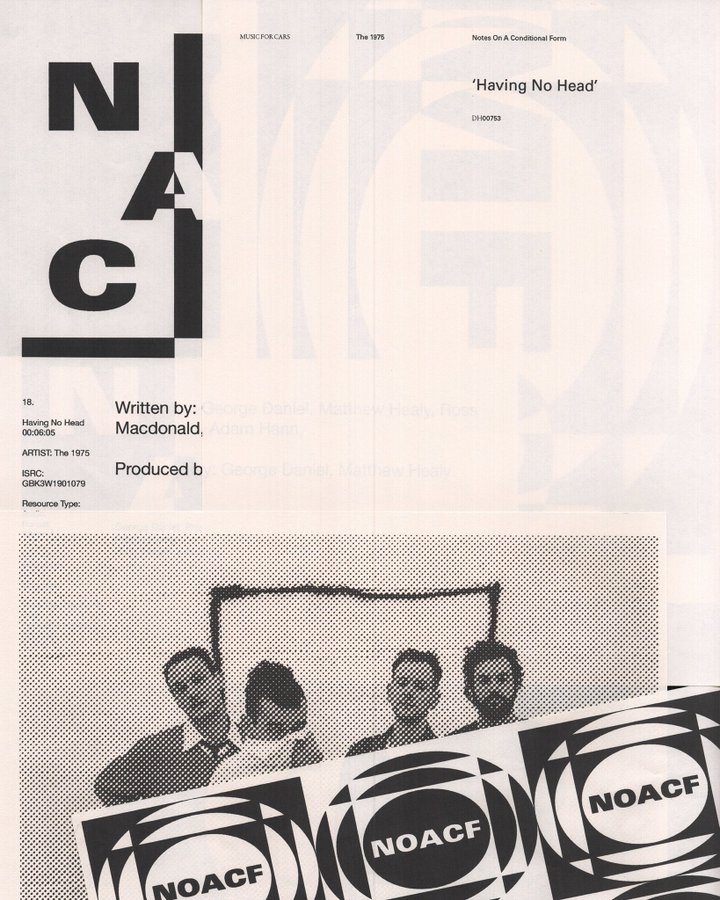 N
A
C
MUSIC FOR CARS
The 1975
Notes On A Conditional Form
‘Having No Head’
DH00753
18.
Having No Head
00:06:05
ARTIST: The 1975
ISRC:
GBK3W1901079
Resource Type:
Written by: George Daniel, Matthew Healy, Ross
Macdonald, Adam Hann
Produced by: George Daniel, Matthew Healy
NOACF
NOACF
NOACF